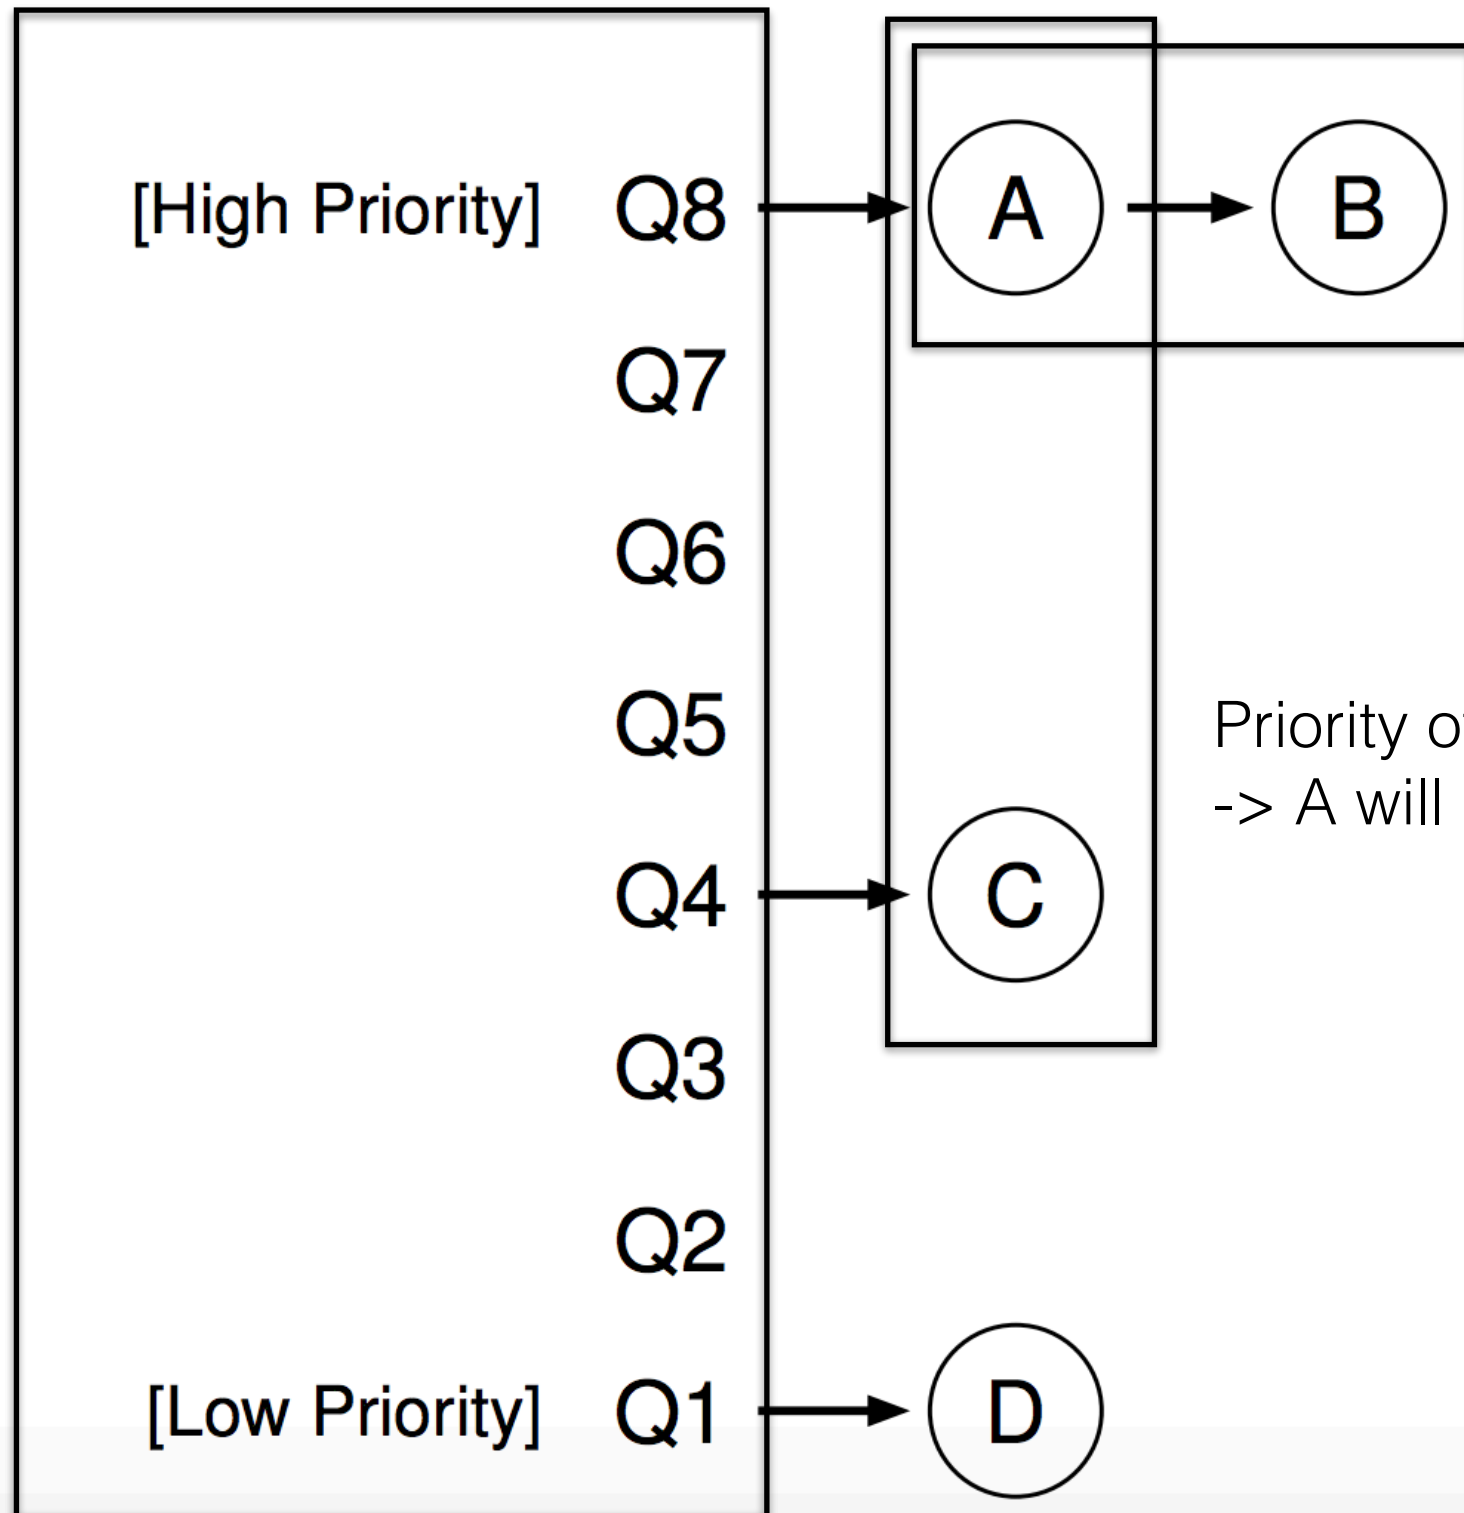 [High Priority] Q8 A B
Q7
Q6
Q5
Priority
-> A will
Q4 C
Q3
Q2
[Low Priority] Q1 D